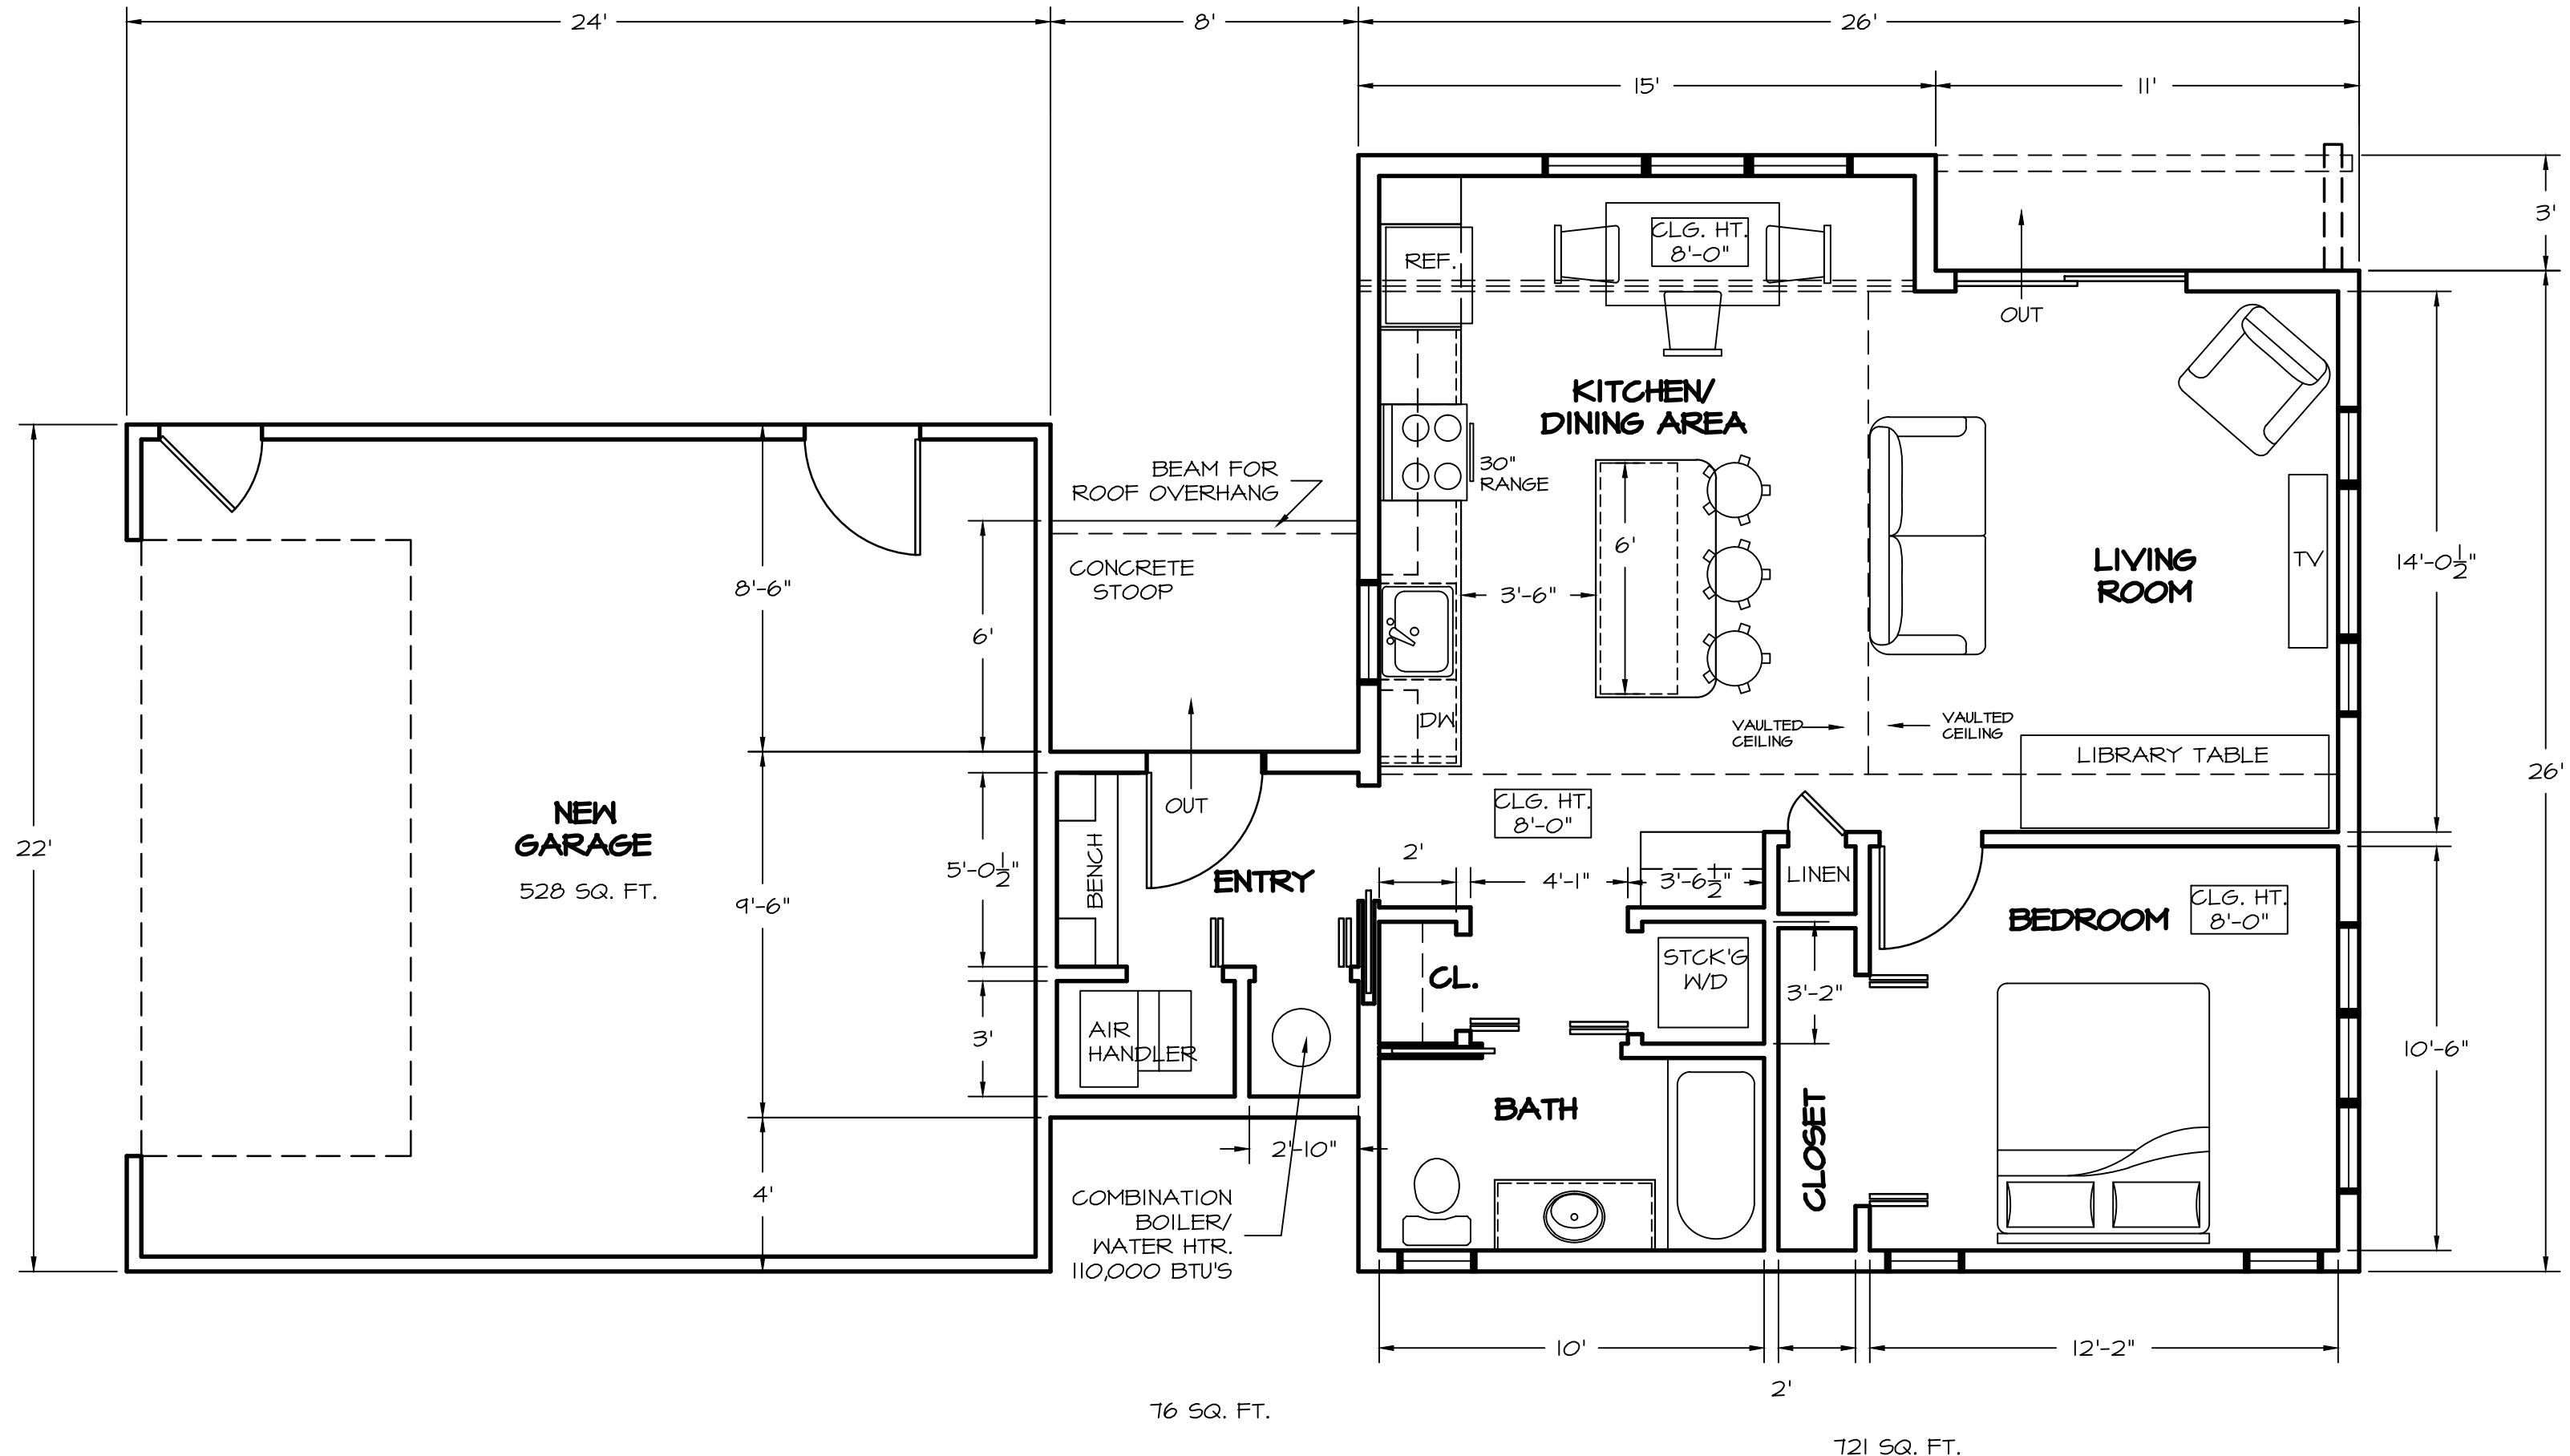 24'
8'
26'
15'
11'
3'
CLG. HT.
8'-0"
REF.
OUT
KITCHEN/
DINING AREA
30"
RANGE
BEAM FOR
ROOF OVERHANG
CONCRETE
STOOP
6'
8'-6"
6'
3'-6"
LIVING
ROOM
TV
14'-0 1/2"
DW
VAULTED
CEILING
VAULTED
CEILING
LIBRARY TABLE
26'
NEW
GARAGE
528 SQ. FT.
22'
9'-6"
4'
OUT
BENCH
5'-0 1/2"
ENTRY
CLG. HT.
8'-0"
2'
4'-1"
3'-6 1/2"
LINEN
BEDROOM
CLG. HT.
8'-0"
CL.
STCK'G
W/D
3'-2"
3'
AIR
HANDLER
10'-6"
BATH
CLOSET
2'-10"
COMBINATION
BOILER/
WATER HTR.
110,000 BTU'S
10'
2'
12'-2"
76 SQ. FT.
721 SQ. FT.